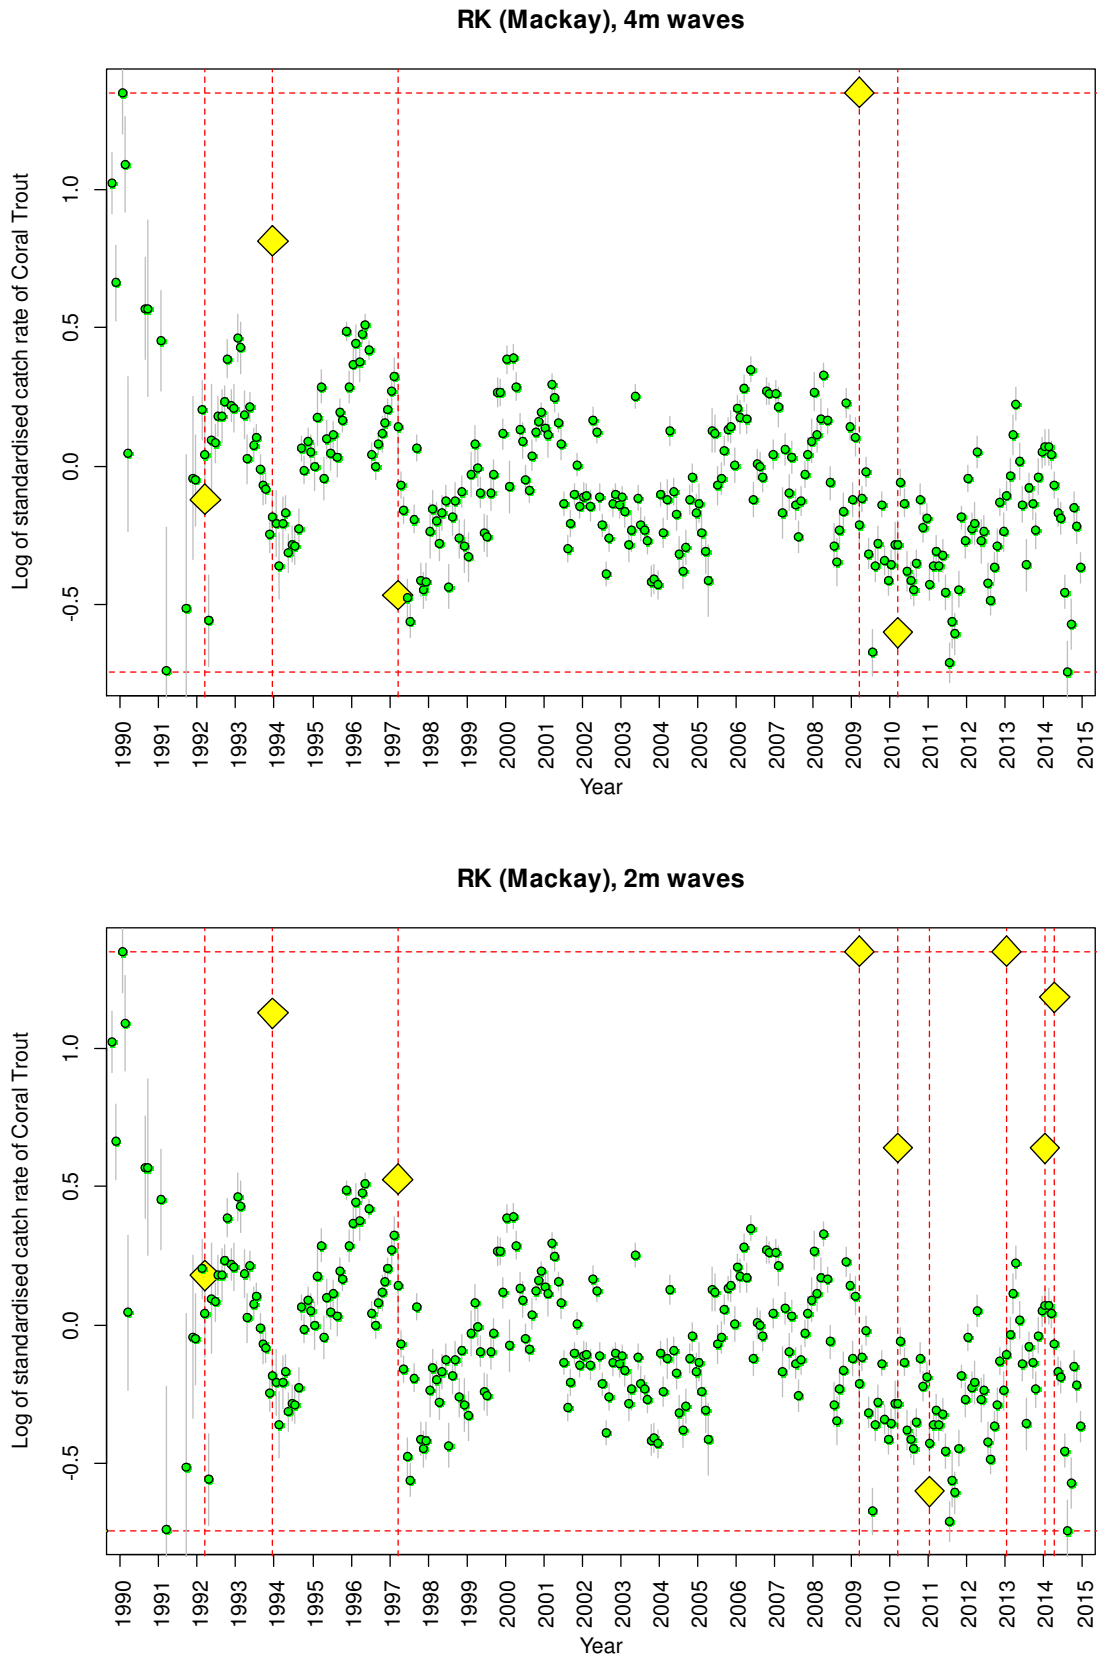 RK (Mackay), 4m waves
Log of standardised catch rate of Coral Trout
1.0
0.5
0.0
-0.5
1990 1991 1992 1993 1994 1995 1996 1997 1998 1999 2000 2001 2002 2003 2004 2005 2006 2007 2008 2009 2010 2011 2012 2013 2014 2015
Year
RK (Mackay), 2m waves
Log of standardised catch rate of Coral Trout
1.0
0.5
0.0
-0.5
1990 1991 1992 1993 1994 1995 1996 1997 1998 1999 2000 2001 2002 2003 2004 2005 2006 2007 2008 2009 2010 2011 2012 2013 2014 2015
Year